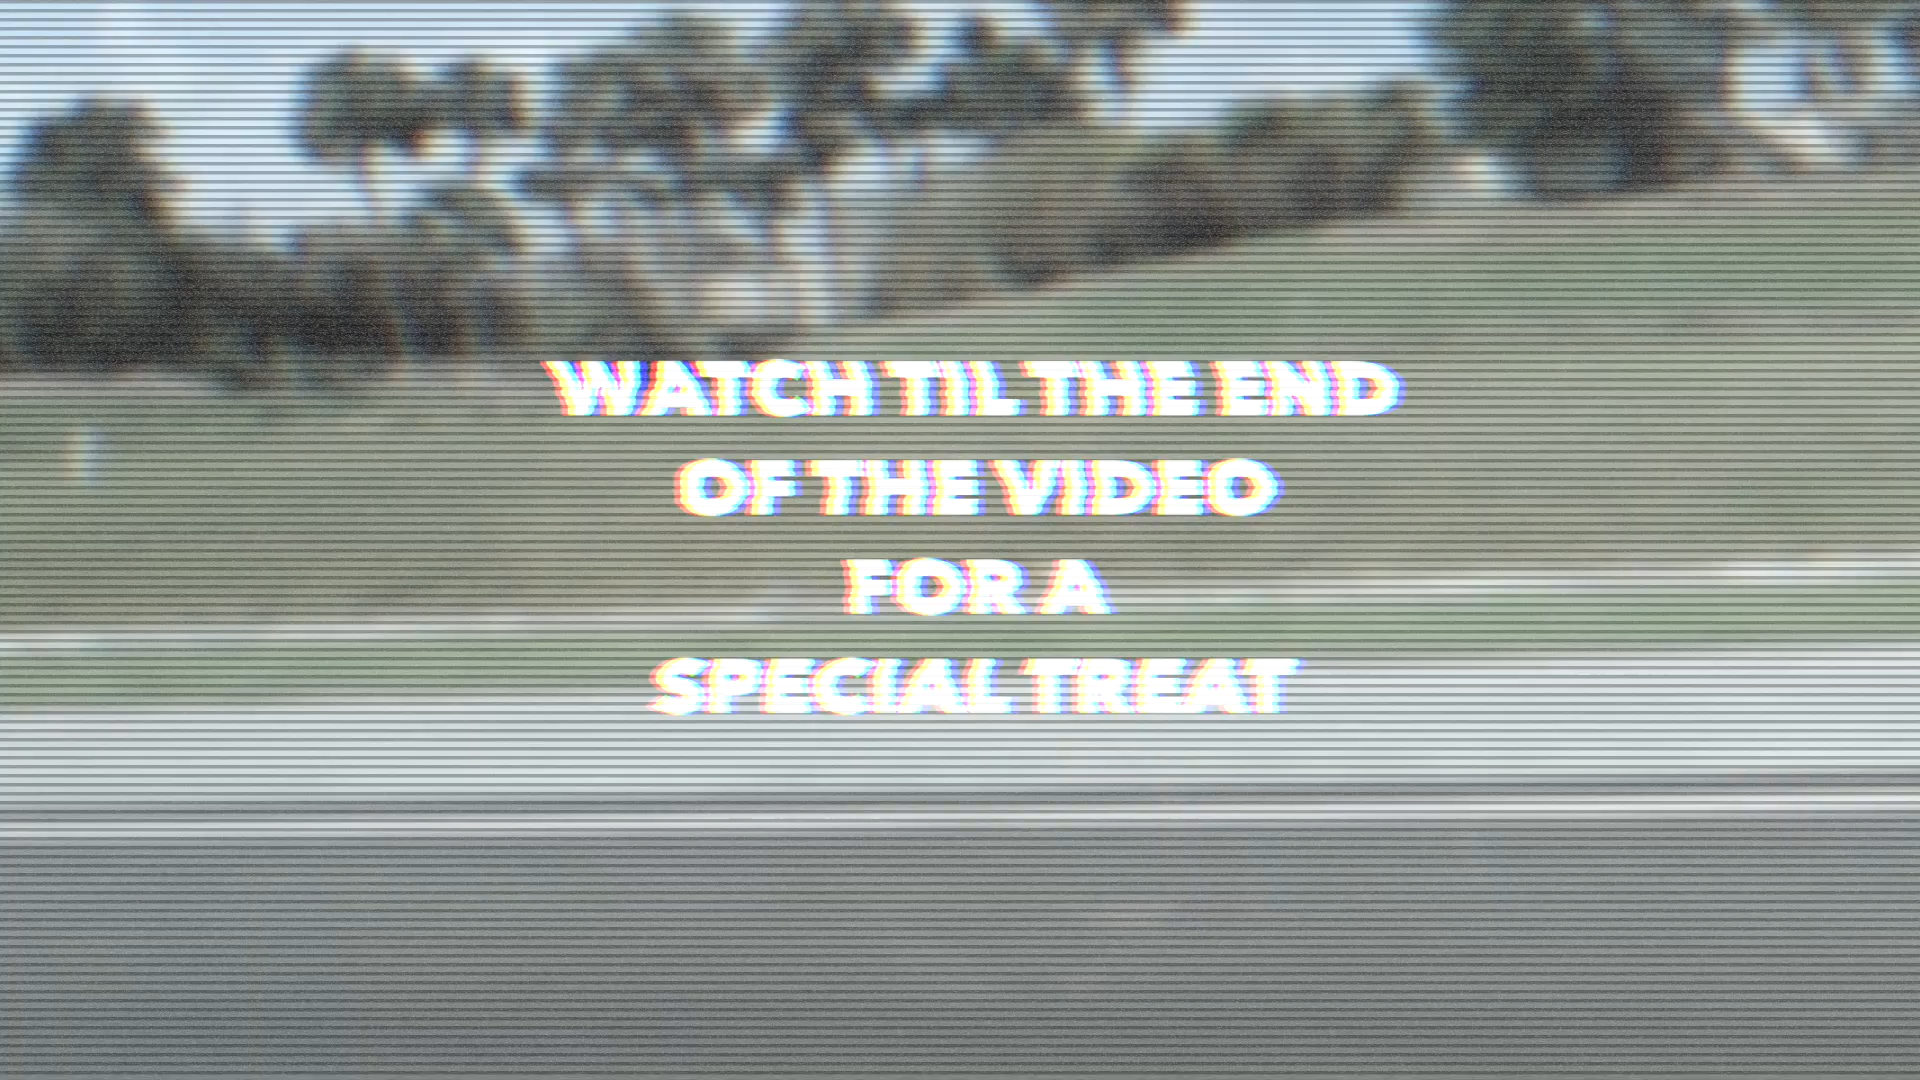 WATCH TIL THE END
OF THE VIDEO
FOR A
SPECIAL TREAT